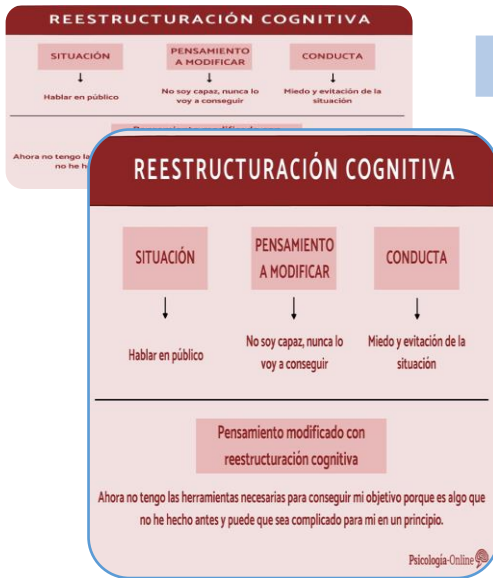 REESTRUCTURACIÓN COGNITIVA
SITUACIÓN
PENSAMIENTO
A MODIFICAR
CONDUCTA
Hablar en público
No soy capaz, nunca lo
voy a conseguir
Miedo y evitación de la
situación
Ahora no tengo las
no he h
REESTRUCTURACIÓN COGNITIVA
SITUACIÓN
PENSAMIENTO
A MODIFICAR
CONDUCTA
Hablar en público
No soy capaz, nunca lo
voy a conseguir
Miedo y evitación de la
situación
Pensamiento modificado con
reestructuración cognitiva
Ahora no tengo las herramientas necesarias para conseguir mi objetivo porque es algo que
no he hecho antes y puede que sea complicado para mi en un principio.
Psicología-Online